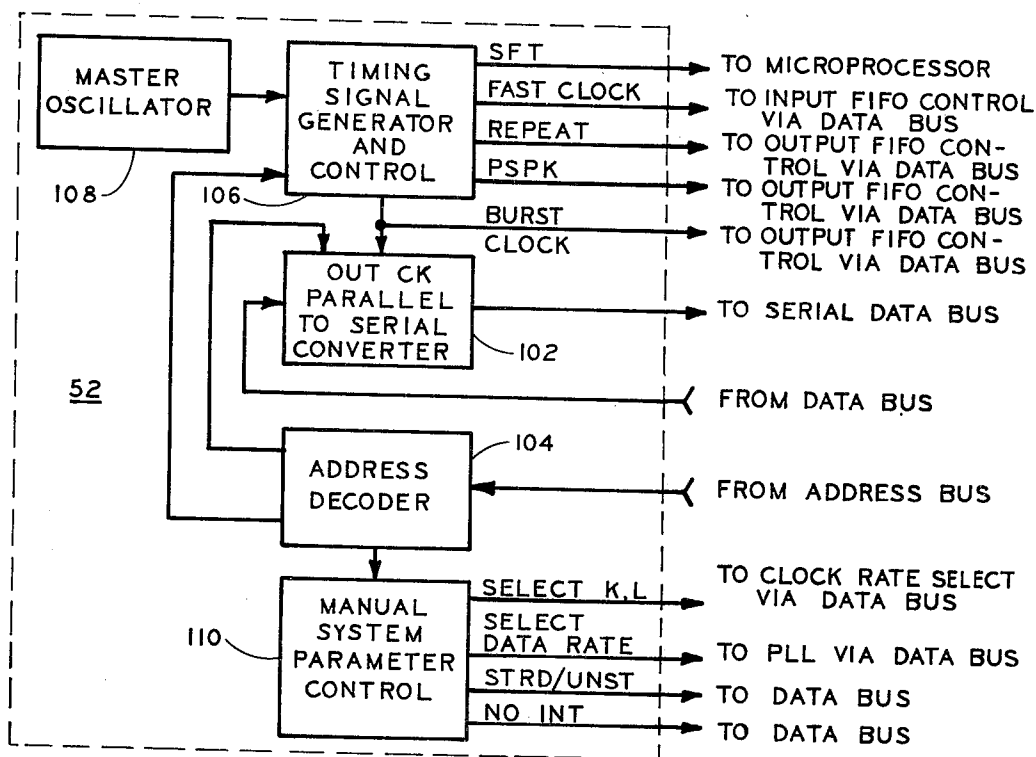 MASTER
OSCILLATOR
108
TIMING
SIGNAL
GENERATOR
AND
CONTROL
106
SFT
TO MICROPROCESSOR
FAST CLOCK
TO INPUT FIFO CONTROL
VIA DATA BUS
REPEAT
TO OUTPUT FIFO CON-
TROL VIA DATA BUS
PSPK
TO OUTPUT FIFO CON-
TROL VIA DATA BUS
BURST
CLOCK
TO OUTPUT FIFO CON-
TROL VIA DATA BUS
OUT CK
PARALLEL
TO SERIAL
CONVERTER
102
TO SERIAL DATA BUS
52
FROM DATA BUS
104
ADDRESS
DECODER
FROM ADDRESS BUS
110
MANUAL
SYSTEM
PARAMETER
CONTROL
SELECT K,L
TO CLOCK RATE SELECT
VIA DATA BUS
SELECT
DATA RATE
TO PLL VIA DATA BUS
STRD/UNST
TO DATA BUS
NO INT
TO DATA BUS